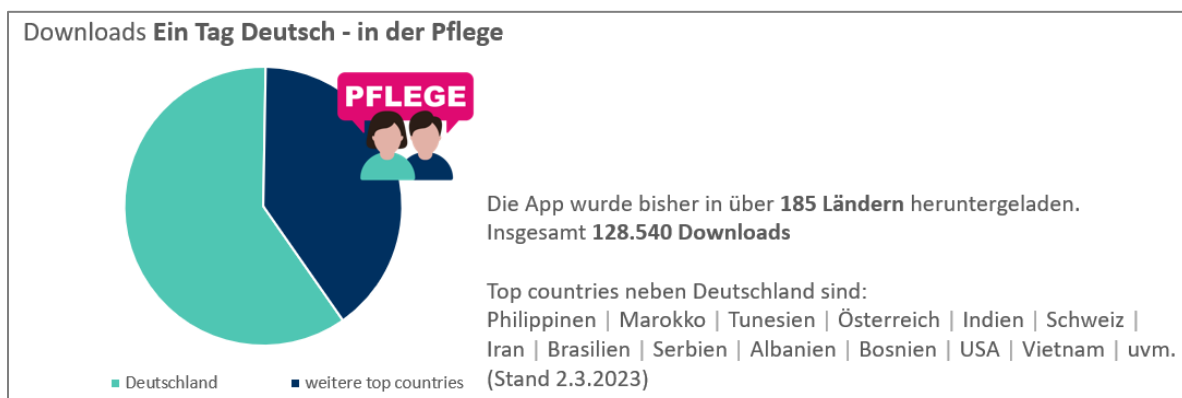 Downloads Ein Tag Deutsch - in der Pflege
PFLEGE
Die App wurde bisher in über 185 Ländern heruntergeladen.
Insgesamt 128.540 Downloads
Top countries neben Deutschland sind:
Philippinen | Marokko | Tunesien | Österreich | Indien | Schweiz |
Iran | Brasilien | Serbien | Albanien | Bosnien | USA | Vietnam | uvm.
(Stand 2.3.2023)
Deutschland
weitere top countries